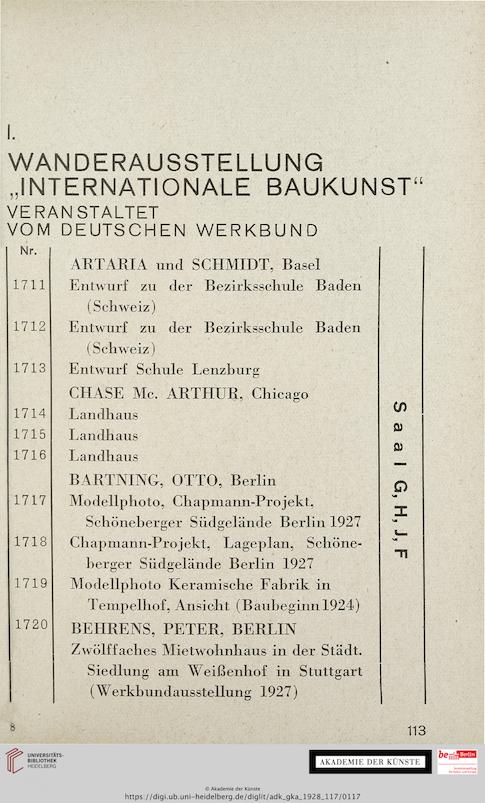 I.
WANDERAUSSTELLUNG
„INTERNATIONALE BAUKUNST“
VERANSTALTET
VOM DEUTSCHEN WERKBUND
Nr.
ARTARIA und SCHMIDT, Basel
1711 Entwurf zu der Bezirksschule Baden
(Schweiz)
1712 Entwurf zu der Bezirksschule Baden
(Schweiz)
1713 Entwurf Schule Lenzburg
CHASE Mc. ARTHUR, Chicago
1714 Landhaus
1715 Landhaus
1716 Landhaus
BARTNING, OTTO, Berlin
1717 Modellphoto, Chapmann-Projekt,
Schöneberger Südgelände Berlin 1927
1718 Chapmann-Projekt, Lageplan, Schöne-
berger Südgelände Berlin 1927
1719 Modellphoto Keramische Fabrik in
Tempelhof, Ansicht (Baubeginn 1924)
1720 BEHRENS, PETER, BERLIN
Zwölffaches Mietwohnhaus in der Städt.
Siedlung am Weißenhof in Stuttgart
(Werkbundausstellung 1927)
Saal G, H, J, F
8
113
UNIVERSITÄTS-
BIBLIOTHEK
HEIDELBERG
AKADEMIE DER KÜNSTE
be Berlin
© Akademie der Künste
https://digi.ub.uni-heidelberg.de/diglit/adk_gka_1928_117/0117